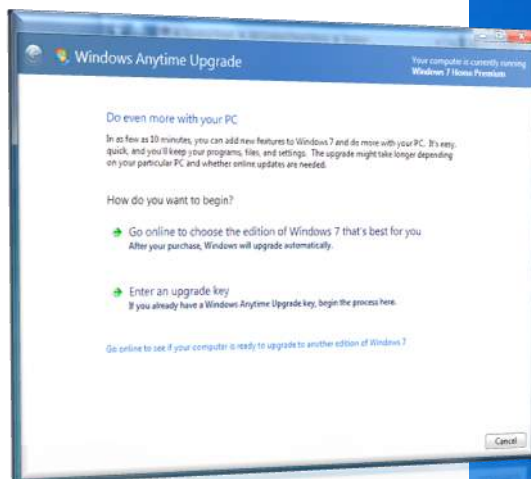 Windows Anytime Upgrade
Your computer is currently running
Windows 7 Home Premium
Do even more with your PC
In as few as 10 minutes, you can add new features to Windows 7 and do more with your PC. It's easy,
quick, and you'll keep your programs, files, and settings. The upgrade might take longer depending
on your particular PC and whether online updates are needed.
How do you want to begin?
Go online to choose the edition of Windows 7 that's best for you
After your purchase, Windows will upgrade automatically.
Enter an upgrade key
If you already have a Windows Anytime Upgrade key, begin the process here.
Go online to see if your computer is ready to upgrade to another edition of Windows 7
Cancel